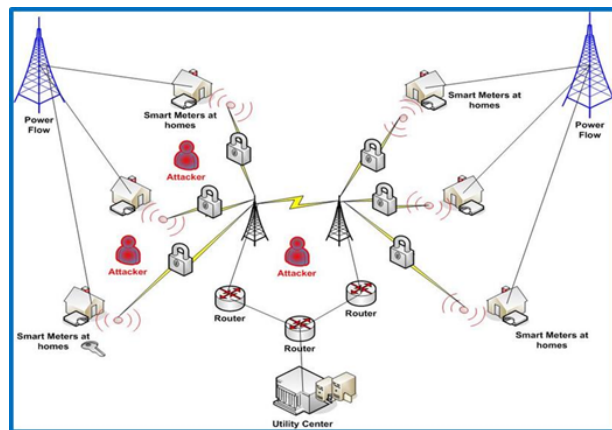 Power
Flow
Smart Meters at
homes
Smart Meters at
homes
Power
Flow
Attacker
Attacker
Attacker
Router
Router
Router
Smart Meters at
homes
Smart Meters at
homes
Utility Center